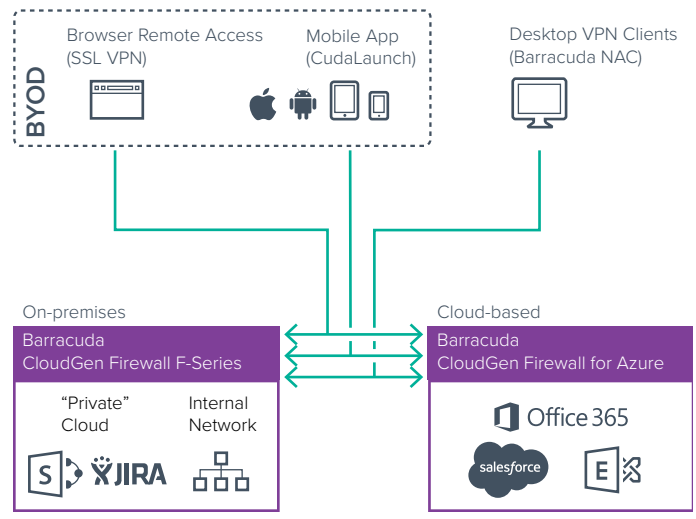 Browser Remote Access
(SSL VPN)
Mobile App
(CudaLaunch)
Desktop VPN Clients
(Barracuda NAC)
BYOD
On-premises
Barracuda
CloudGen Firewall F-Series
“Private”
Cloud
Internal
Network
S
JIRA
Cloud-based
Barracuda
CloudGen Firewall for Azure
Office 365
salesforce
E